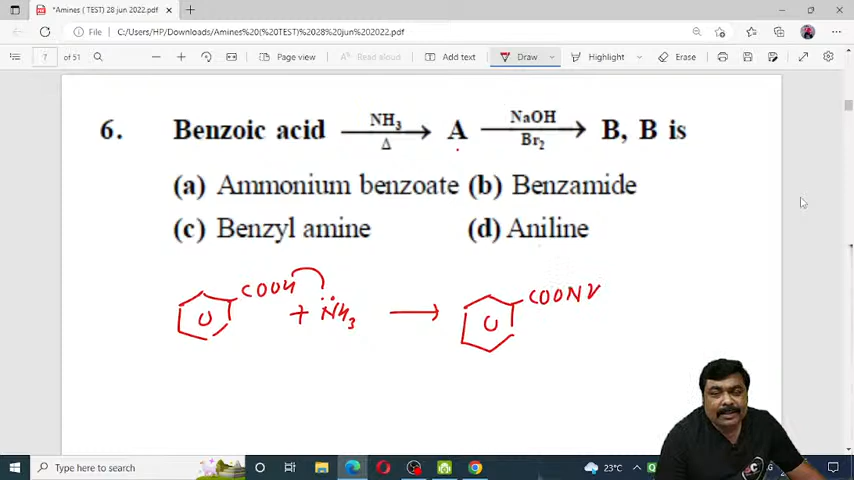 *Amines ( TEST) 28 jun 2022.pdf
File C:/Users/HP/Downloads/Amines%20(%20TEST)%2028%20jun%202022.pdf
7 of 51 Page view Read aloud Add text Draw Highlight Erase
6. Benzoic acid NH3 Δ A NaOH Br2 B, B is
(a) Ammonium benzoate (b) Benzamide
(c) Benzyl amine (d) Aniline
COOH + NH3 COON
Type here to search 23°C